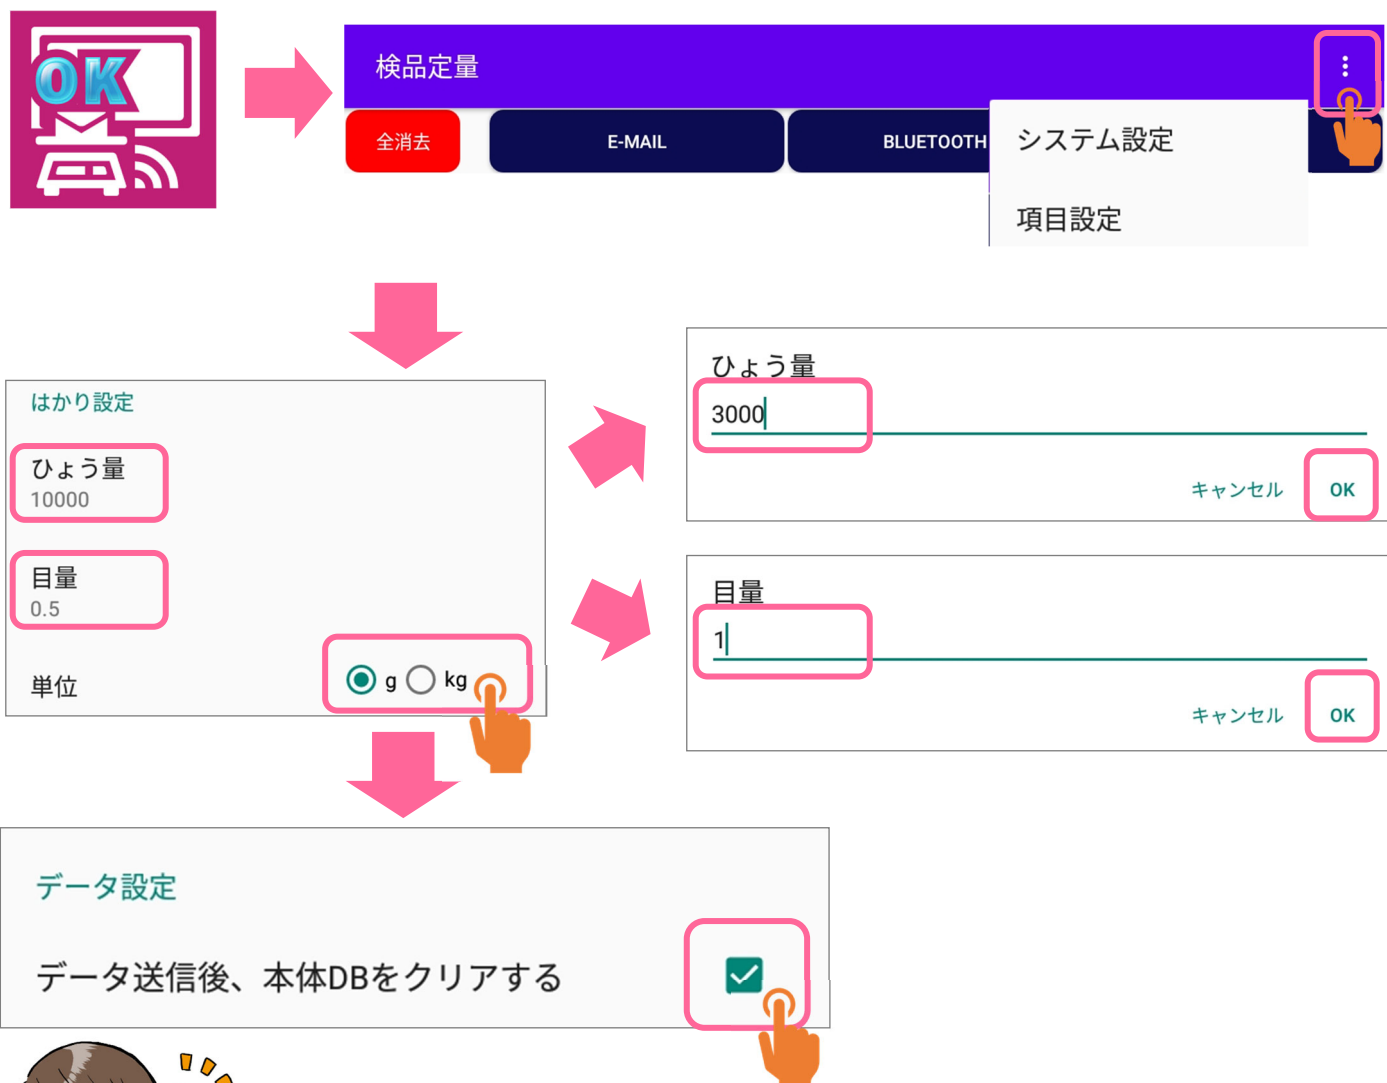 OK
検品定量
全消去
E-MAIL
BLUETOOTH
システム設定
項目設定
はかり設定
ひょう量
10000
目量
0.5
単位
g
kg
ひょう量
3000
キャンセル
OK
目量
1
キャンセル
OK
データ設定
データ送信後、本体DBをクリアする